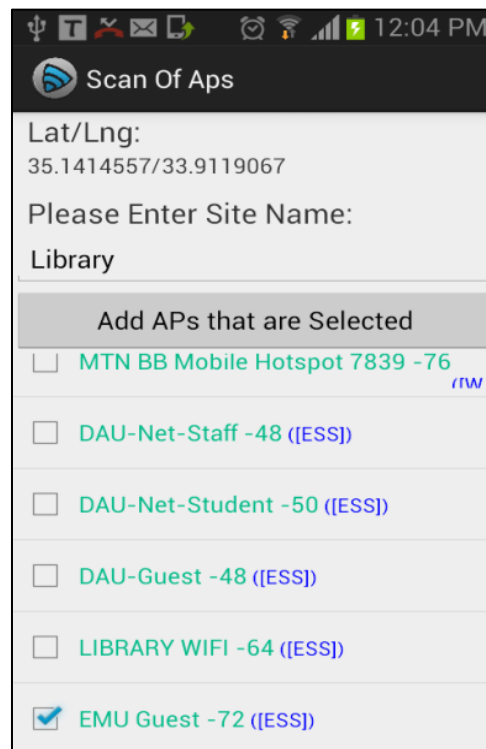 12:04 PM
Scan Of Aps
Lat/Lng:
35.1414557/33.9119067
Please Enter Site Name:
Library
Add APs that are Selected
MTN BB Mobile Hotspot 7839 -76
DAU-Net-Staff -48 ([ESS])
DAU-Net-Student -50 ([ESS])
DAU-Guest -48 ([ESS])
LIBRARY WIFI -64 ([ESS])
EMU Guest -72 ([ESS])